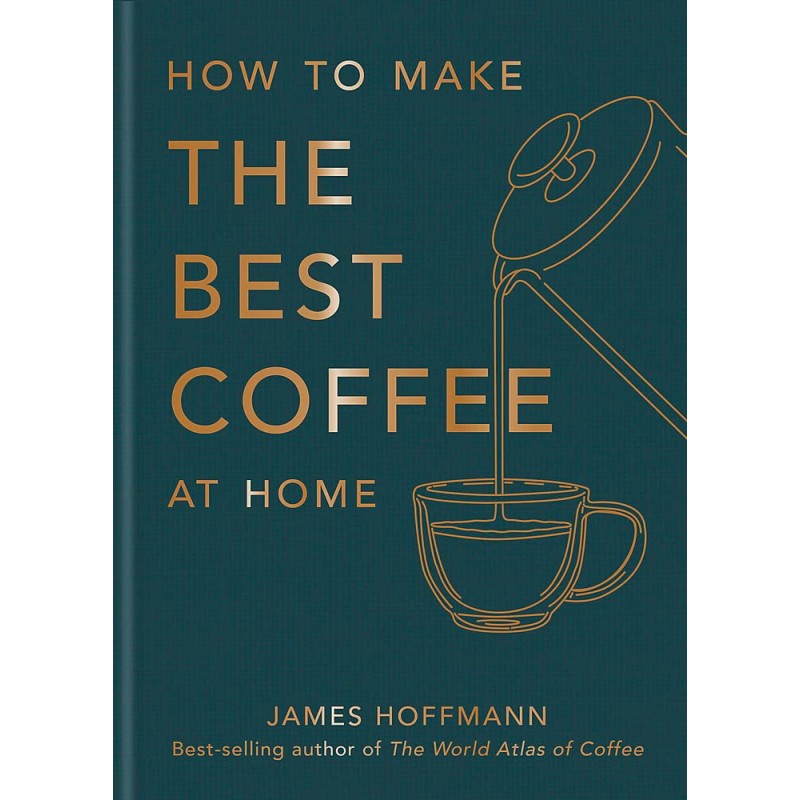 HOW TO MAKE
THE
BEST
COFFEE
AT HOME
JAMES HOFFMANN
Best-selling author of The World Atlas of Coffee